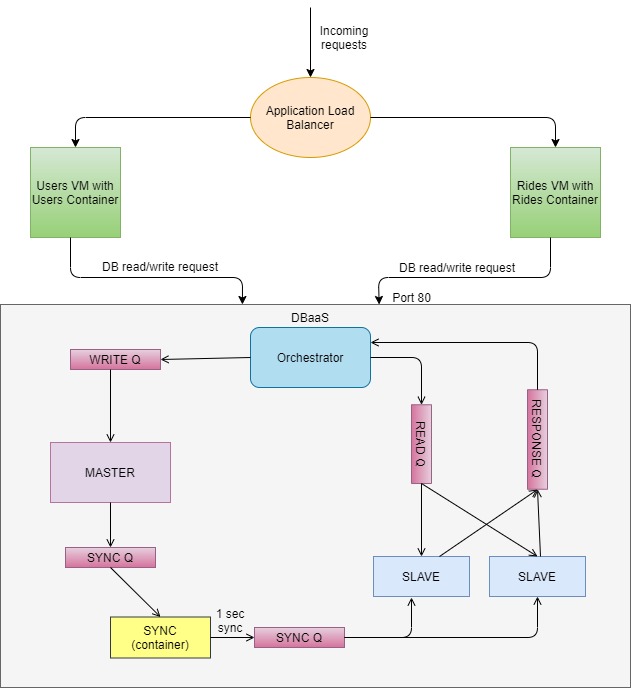 Incoming
requests
Application Load
Balancer
Users VM with
Users Container
Rides VM with
Rides Container
DB read/write request
DB read/write request
Port 80
DBaaS
Orchestrator
WRITE Q
READ Q
RESPONSE Q
MASTER
SYNC Q
SLAVE
SLAVE
SYNC
(container)
1 sec
sync
SYNC Q